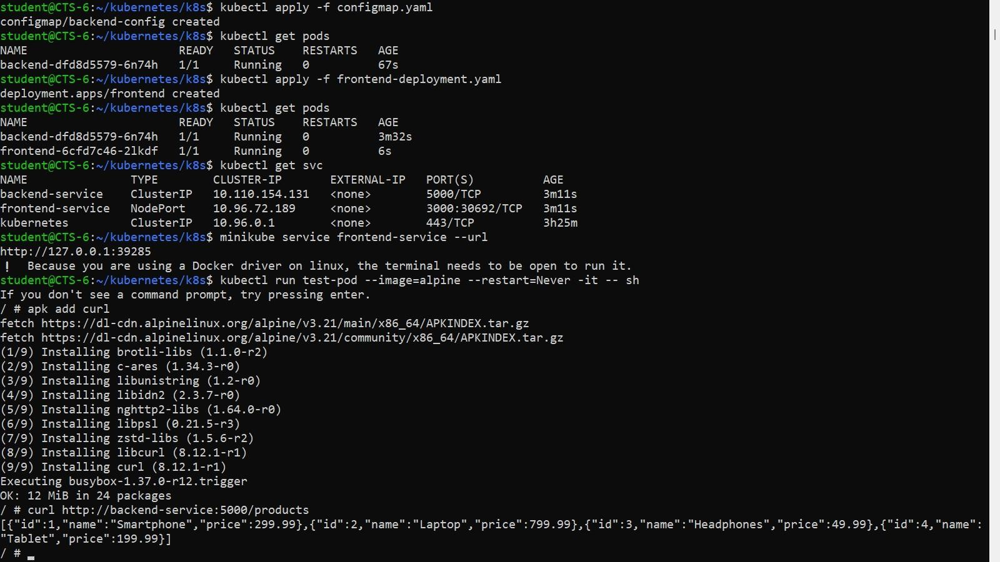 student@CTS-6:~/kubernetes/k8s$ kubectl apply -f configmap.yaml
configmap/backend-config created
student@CTS-6:~/kubernetes/k8s$ kubectl get pods
NAME                      READY   STATUS    RESTARTS   AGE
backend-dfd8d5579-6n74h   1/1     Running   0          67s
student@CTS-6:~/kubernetes/k8s$ kubectl apply -f frontend-deployment.yaml
deployment.apps/frontend created
student@CTS-6:~/kubernetes/k8s$ kubectl get pods
NAME                      READY   STATUS    RESTARTS   AGE
backend-dfd8d5579-6n74h   1/1     Running   0          3m32s
frontend-6cfd7c46-2lkdf   1/1     Running   0          6s
student@CTS-6:~/kubernetes/k8s$ kubectl get svc
NAME               TYPE        CLUSTER-IP       EXTERNAL-IP   PORT(S)          AGE
backend-service    ClusterIP   10.110.154.131   <none>        5000/TCP         3m11s
frontend-service   NodePort    10.96.72.189     <none>        3000:30692/TCP   3m11s
kubernetes         ClusterIP   10.96.0.1        <none>        443/TCP          3h25m
student@CTS-6:~/kubernetes/k8s$ minikube service frontend-service --url
http://127.0.0.1:39285
!  Because you are using a Docker driver on linux, the terminal needs to be open to run it.
student@CTS-6:~/kubernetes/k8s$ kubectl run test-pod --image=alpine --restart=Never -it -- sh
If you don't see a command prompt, try pressing enter.
/ # apk add curl
fetch https://dl-cdn.alpinelinux.org/alpine/v3.21/main/x86_64/APKINDEX.tar.gz
fetch https://dl-cdn.alpinelinux.org/alpine/v3.21/community/x86_64/APKINDEX.tar.gz
(1/9) Installing brotli-libs (1.1.0-r2)
(2/9) Installing c-ares (1.34.3-r0)
(3/9) Installing libunistring (1.2-r0)
(4/9) Installing libidn2 (2.3.7-r0)
(5/9) Installing nghttp2-libs (1.64.0-r0)
(6/9) Installing libpsl (0.21.5-r3)
(7/9) Installing zstd-libs (1.5.6-r2)
(8/9) Installing libcurl (8.12.1-r1)
(9/9) Installing curl (8.12.1-r1)
Executing busybox-1.37.0-r12.trigger
OK: 12 MiB in 24 packages
/ # curl http://backend-service:5000/products
[{"id":1,"name":"Smartphone","price":299.99},{"id":2,"name":"Laptop","price":799.99},{"id":3,"name":"Headphones","price":49.99},{"id":4,"name":
"Tablet","price":199.99}]
/ #